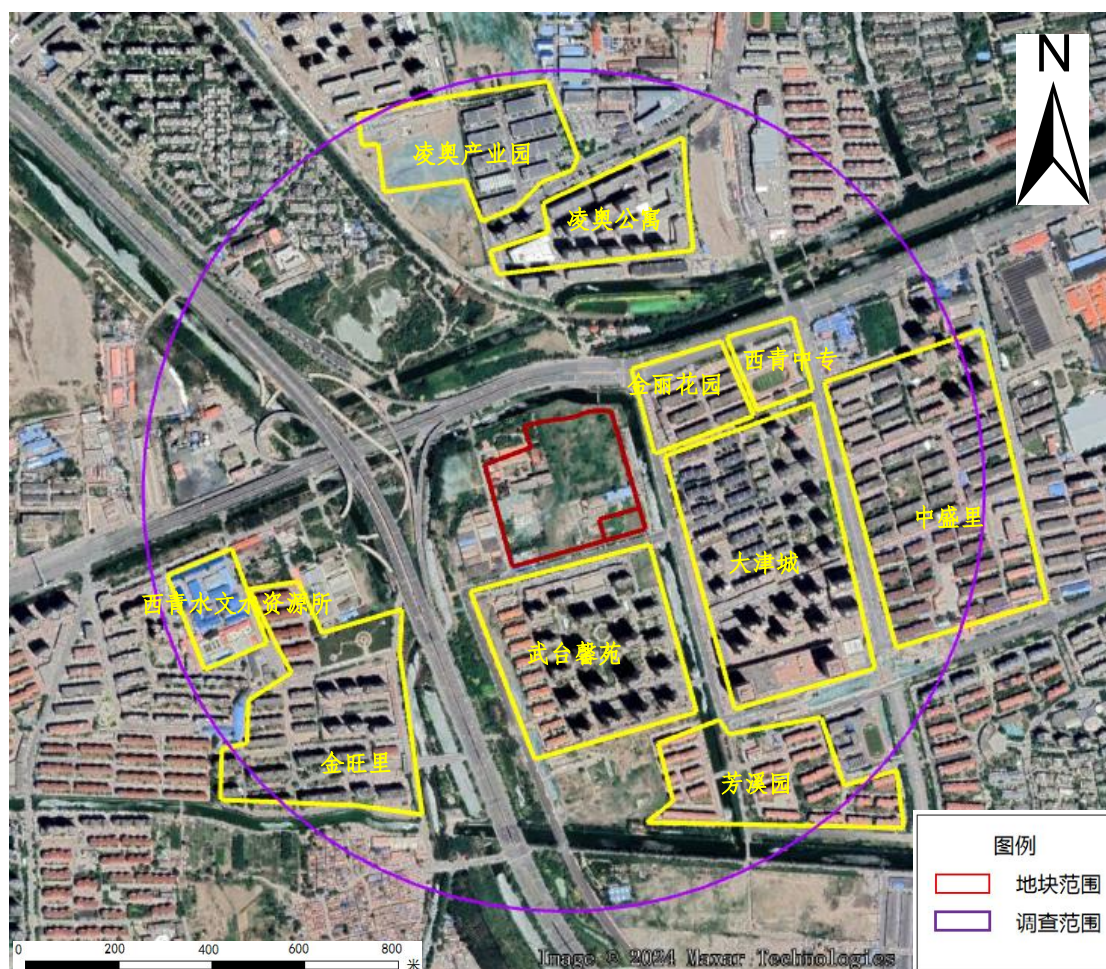 N
凌奥产业园
凌奥公寓
西青中专
金丽花园
中盛里
大津城
西青水文水资源所
武台馨苑
金旺里
芳溪园
图例
地块范围
调查范围
0 200 400 600 800
米
Image © 2024 Maxar Technologies